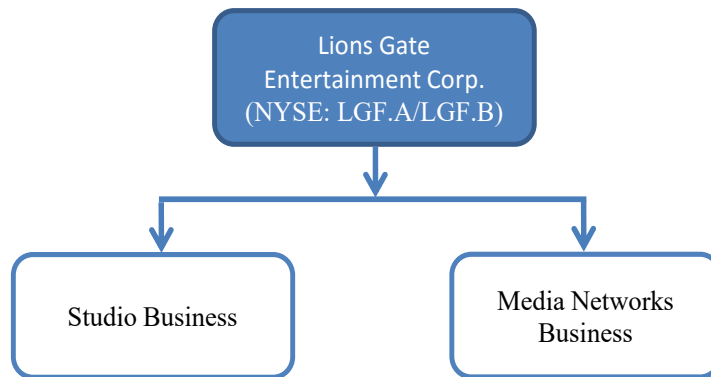 Lions Gate
Entertainment Corp.
(NYSE: LGF.A/LGF.B)
Studio Business
Media Networks
Business